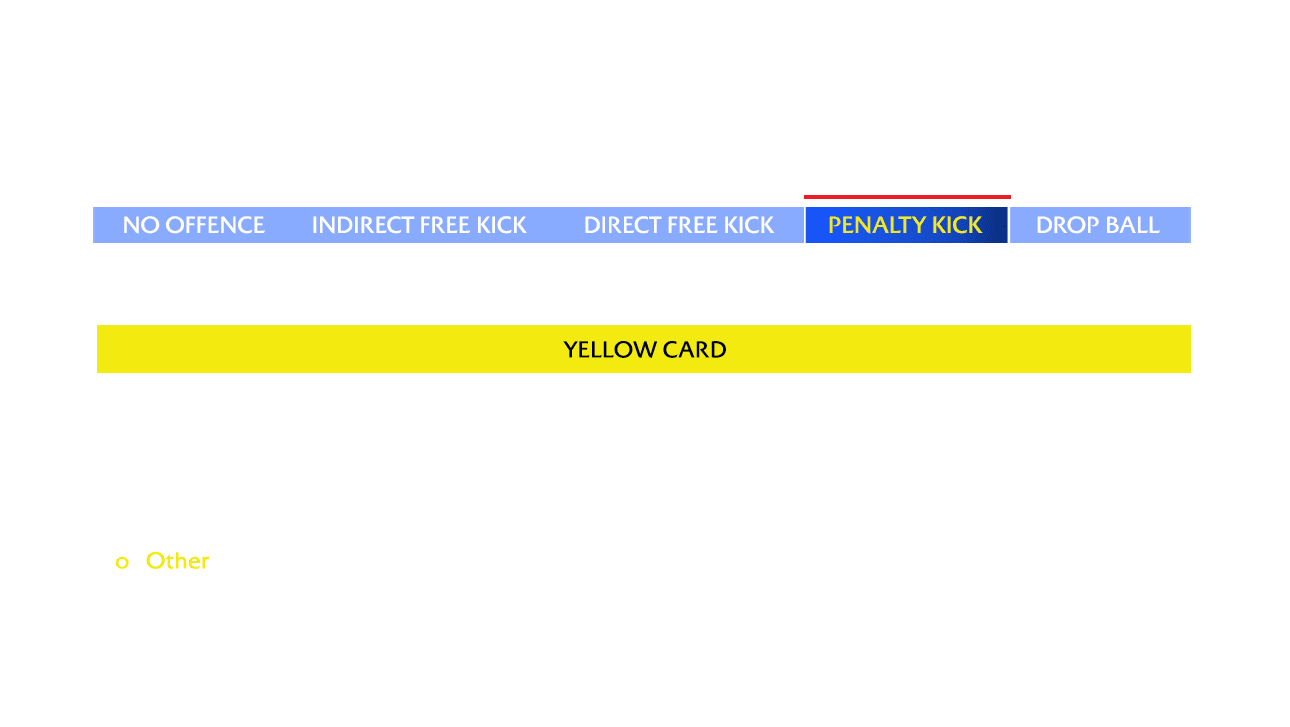 NO OFFENCE INDIRECT FREE KICK DIRECT FREE KICK PENALTY KICK DROP BALL
YELLOW CARD
o Other